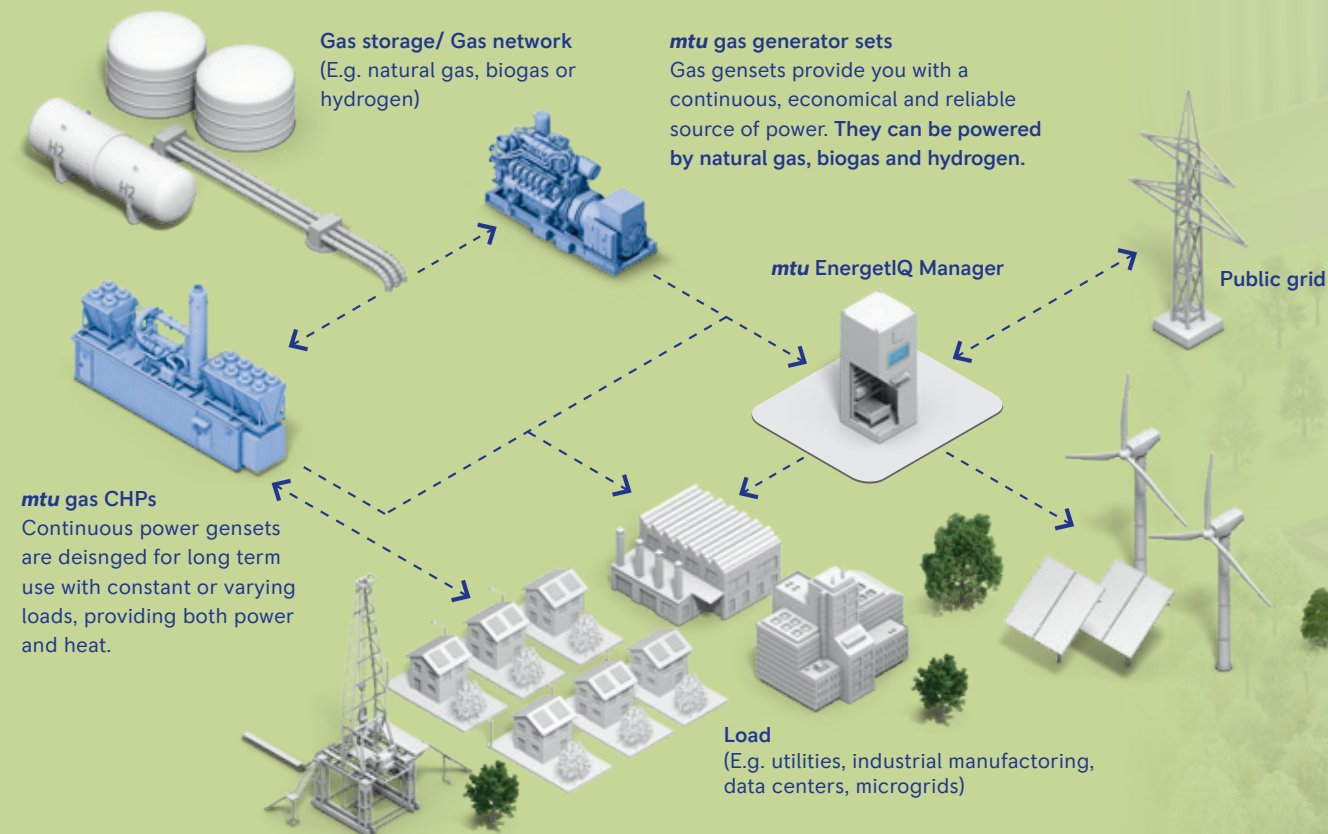 Gas storage/ Gas network
(E.g. natural gas, biogas or
hydrogen)
mtu gas generator sets
Gas gensets provide you with a
continuous, economical and reliable
source of power. They can be powered
by natural gas, biogas and hydrogen.
H2
H2
mtu EnergetIQ Manager
Public grid
mtu gas CHPs
Continuous power gensets
are deisnged for long term
use with constant or varying
loads, providing both power
and heat.
Load
(E.g. utilities, industrial manufactoring,
data centers, microgrids)